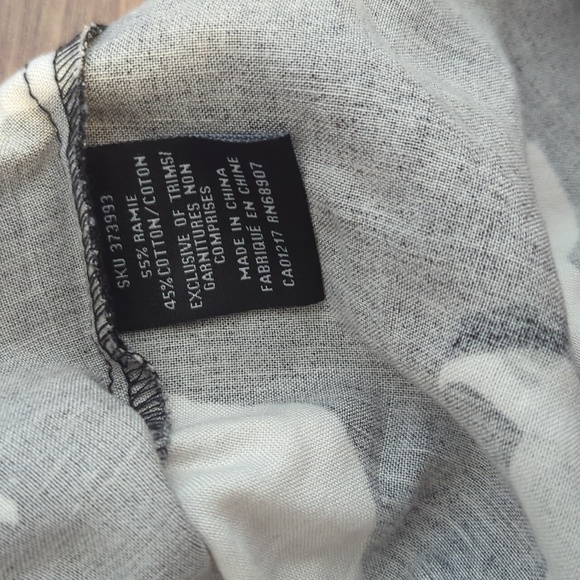 SKU 373993
55% RAMIE
45%COTTON/COTON
EXCLUSIVE OF TRIMS/
GARNITURES NON
COMPRISES
MADE IN CHINA
FABRIQUÉ EN CHINE
CA01217 RN68907